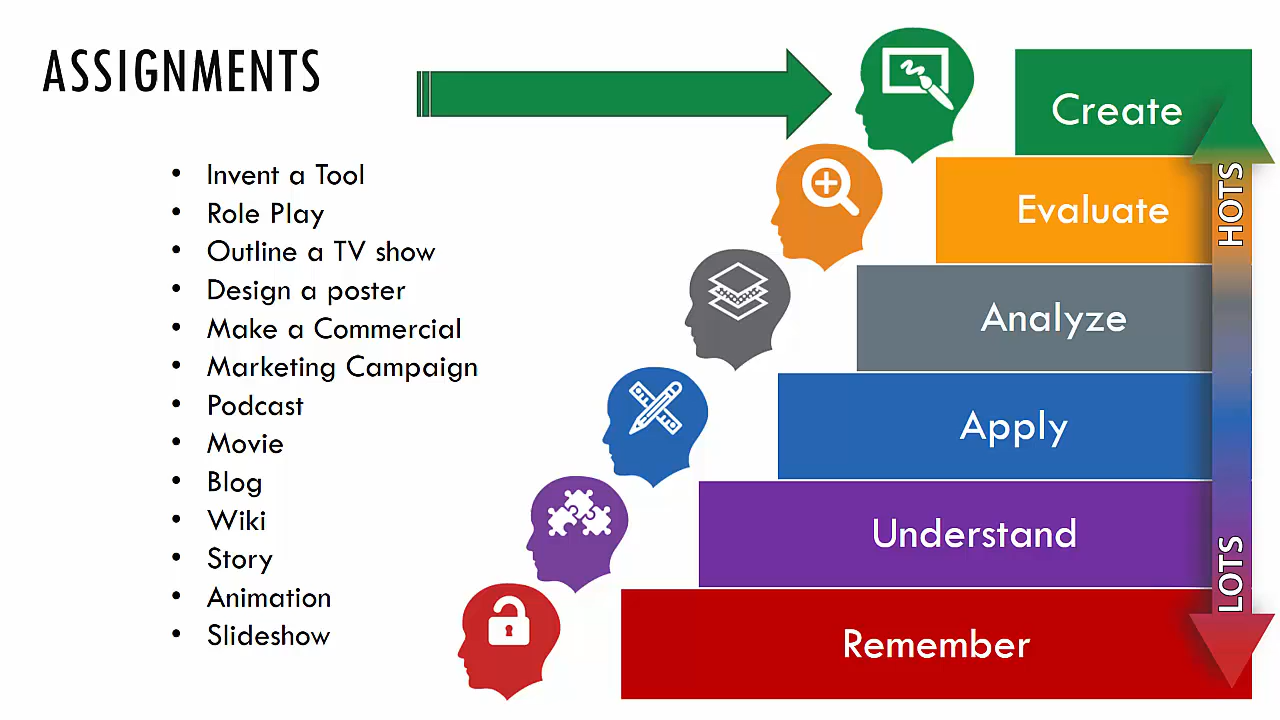 ASSIGNMENTS
• Invent a Tool
• Role Play
• Outline a TV show
• Design a poster
• Make a Commercial
• Marketing Campaign
• Podcast
• Movie
• Blog
• Wiki
• Story
• Animation
• Slideshow
Create
Evaluate
Analyze
Apply
Understand
Remember
HOTS
LOTS